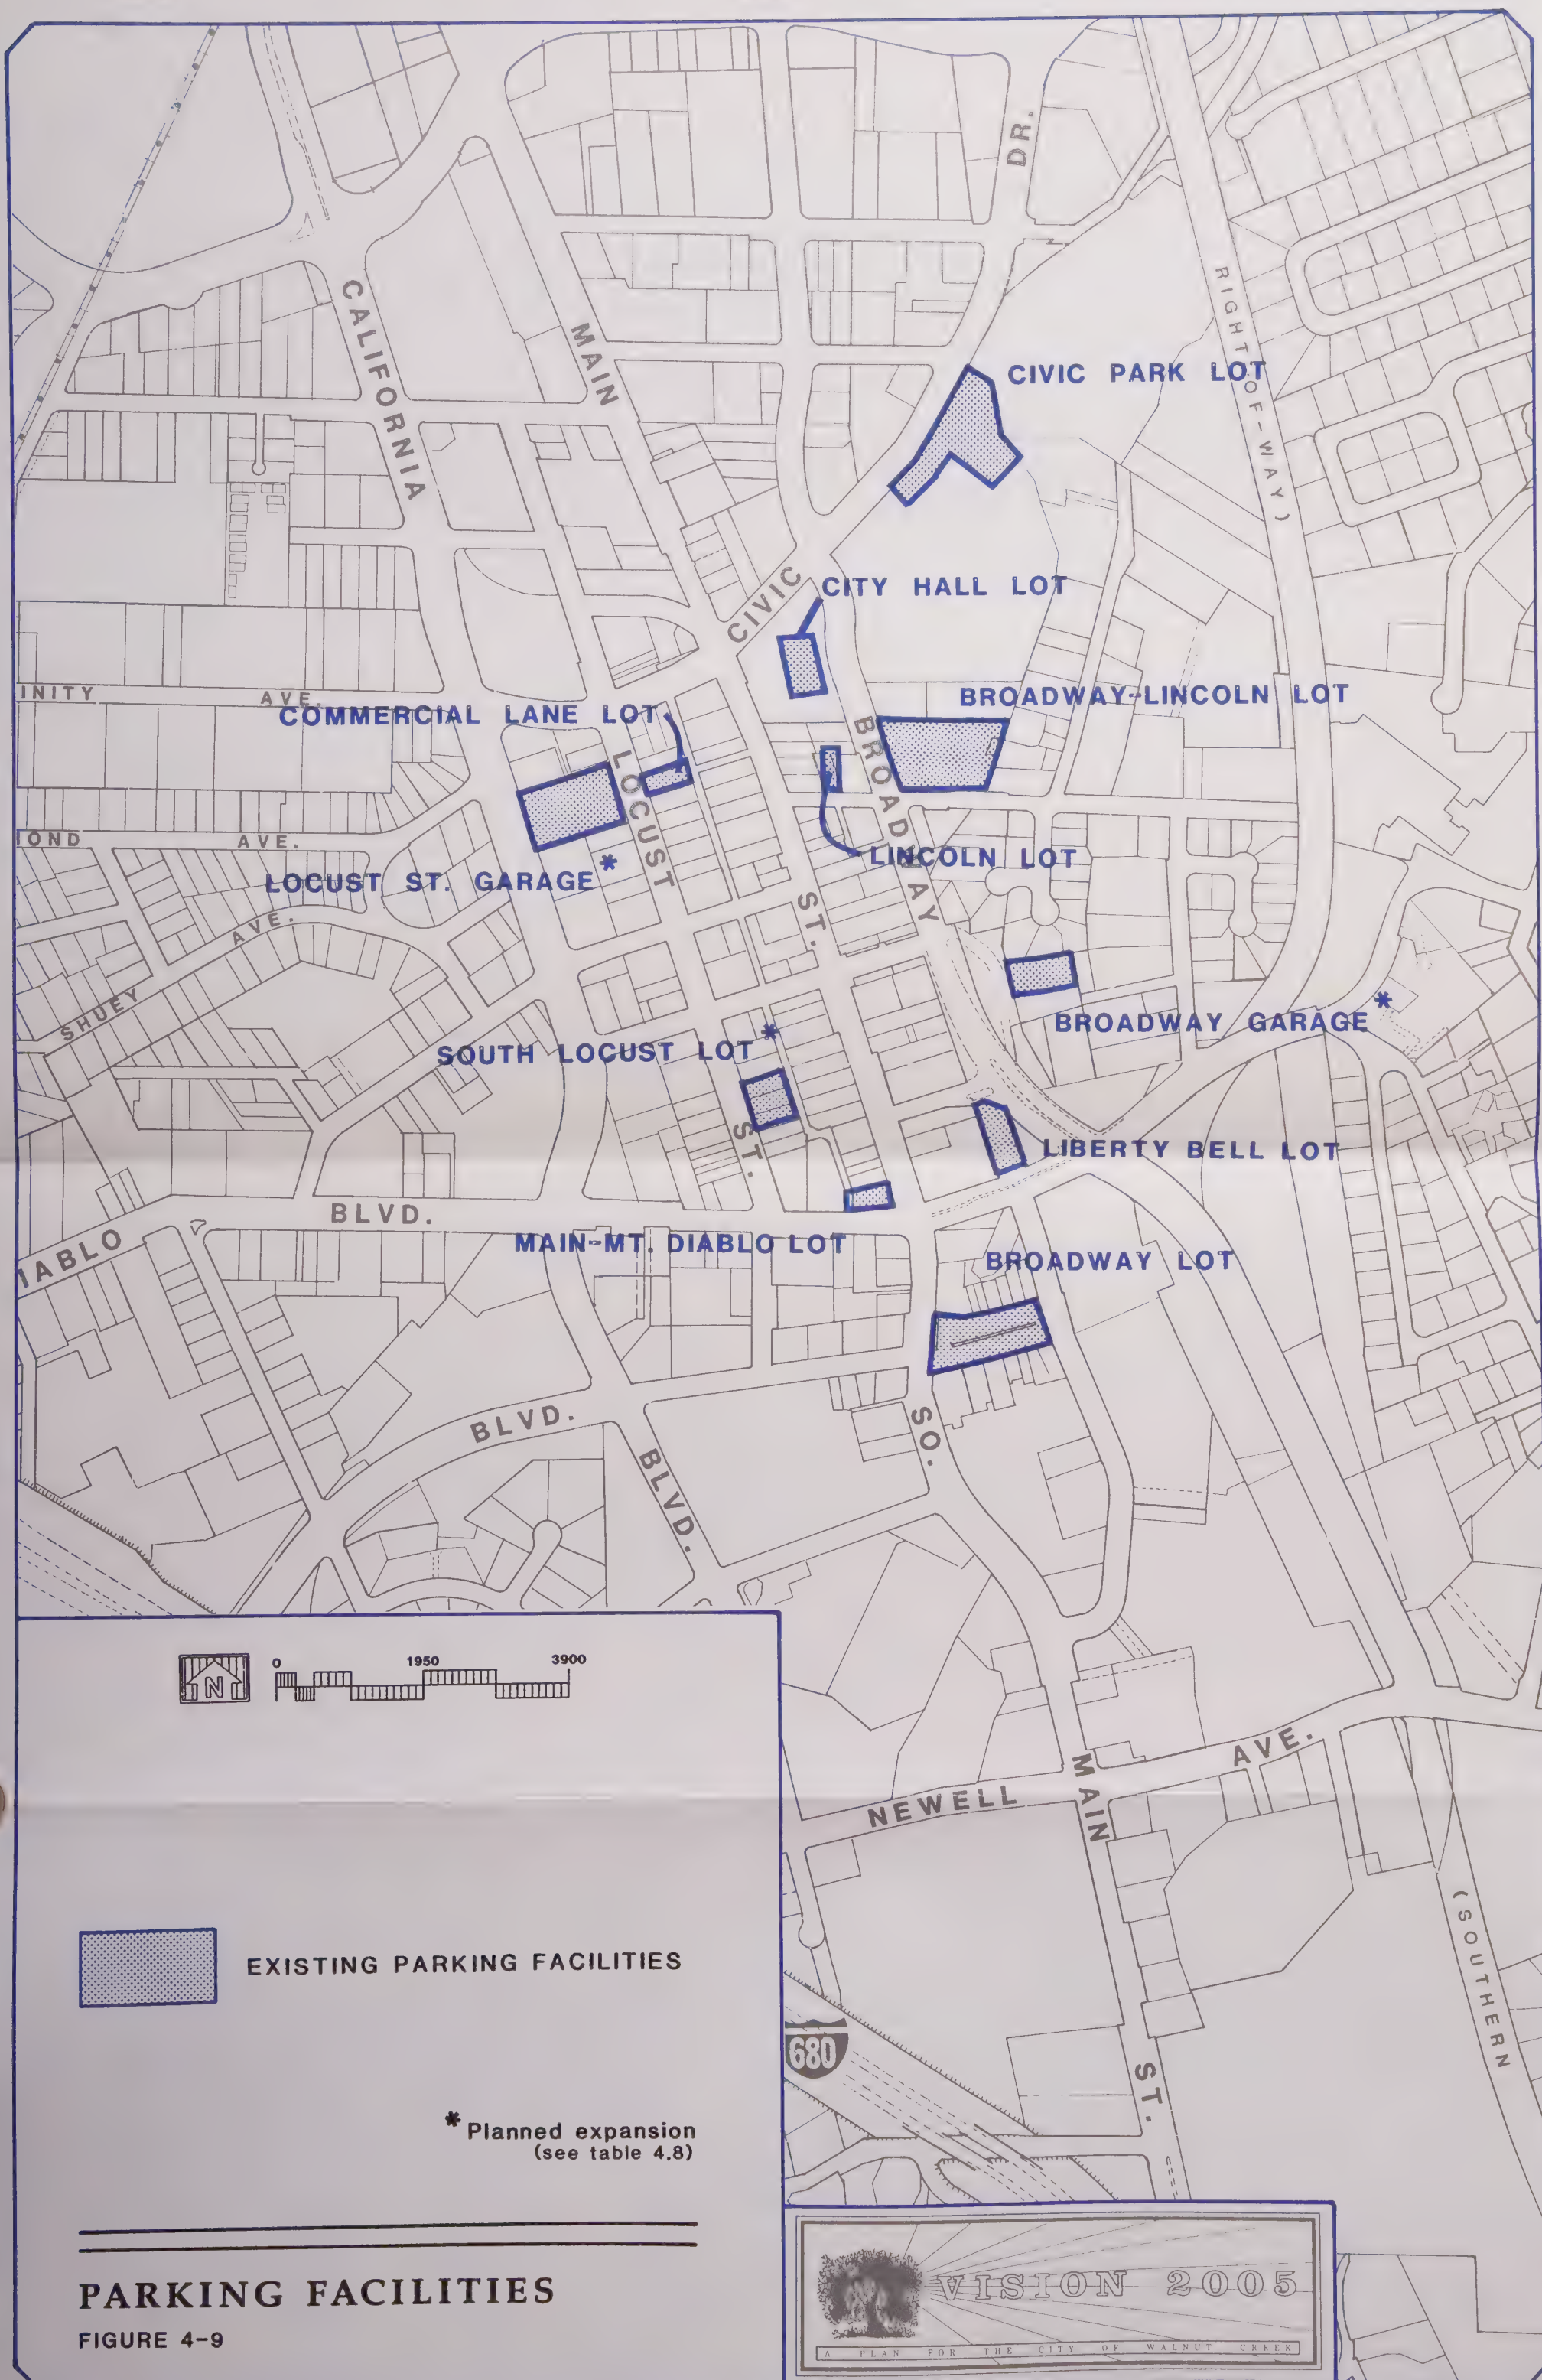 DR.
CALIFORNIA
MAIN
RIGHT-OF-WAY)
CIVIC PARK LOT
CIVIC
CITY HALL LOT
INITY AVE.
BROADWAY-LINCOLN LOT
COMMERCIAL LANE LOT
BROADWAY
LOCUST
IOND AVE.
LINCOLN LOT
LOCUST ST. GARAGE*
ST.
SHUEY AVE.
BROADWAY GARAGE*
SOUTH LOCUST LOT*
ST.
LIBERTY BELL LOT
IABLO BLVD.
MAIN-MT. DIABLO LOT
BROADWAY LOT
BLVD.
SO.
BLVD.
N
0 1950 3900
MAIN
NEWELL AVE.
(SOUTHERN
EXISTING PARKING FACILITIES
680
ST.
* Planned expansion
(see table 4.8)
PARKING FACILITIES
FIGURE 4-9
VISION 2005
A PLAN FOR THE CITY OF WALNUT CREEK